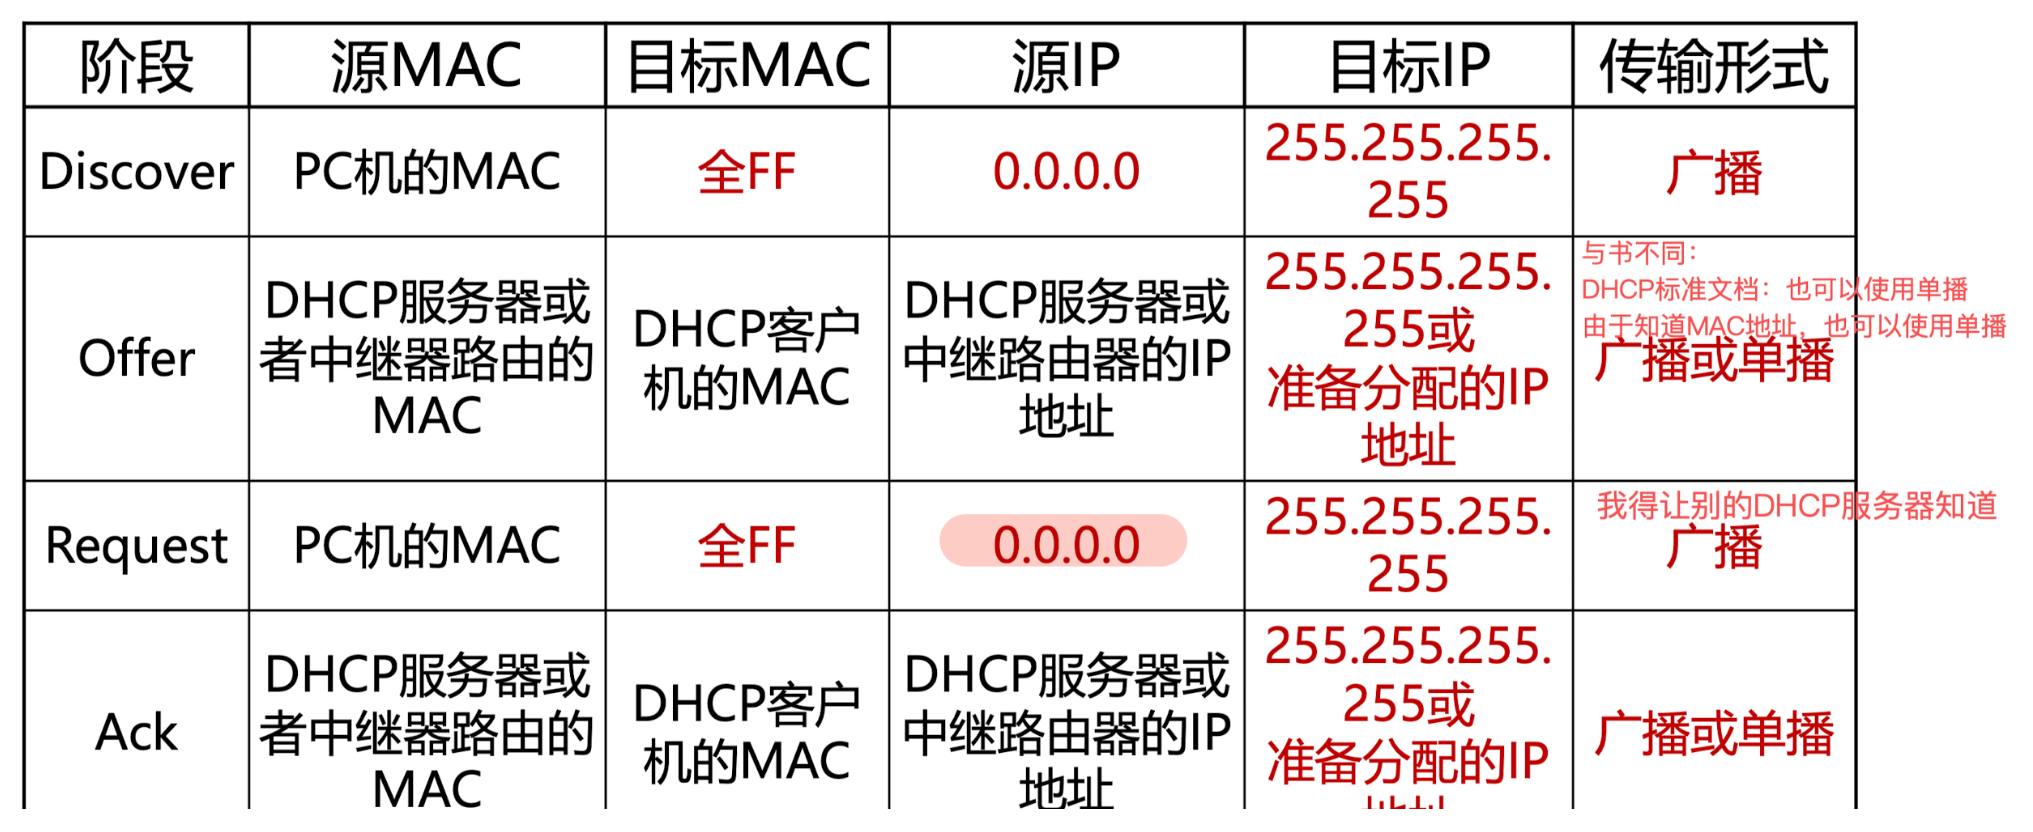 阶段 源MAC 目标MAC 源IP 目标IP 传输形式
Discover PC机的MAC 全FF 0.0.0.0 255.255.255.
255 广播
Offer DHCP服务器或
者中继器路由的
MAC
DHCP客户
机的MAC
DHCP服务器或
中继路由器的IP
地址
255.255.255.
255或
准备分配的IP
地址
与书不同：
DHCP标准文档：也可以使用单播
由于知道MAC地址，也可以使用单播
广播或单播
Request PC机的MAC 全FF 0.0.0.0 255.255.255.
255
我得让别的DHCP服务器知道
广播
Ack DHCP服务器或
者中继器路由的
MAC
DHCP客户
机的MAC
DHCP服务器或
中继路由器的IP
地址
255.255.255.
255或
准备分配的IP
地址
广播或单播